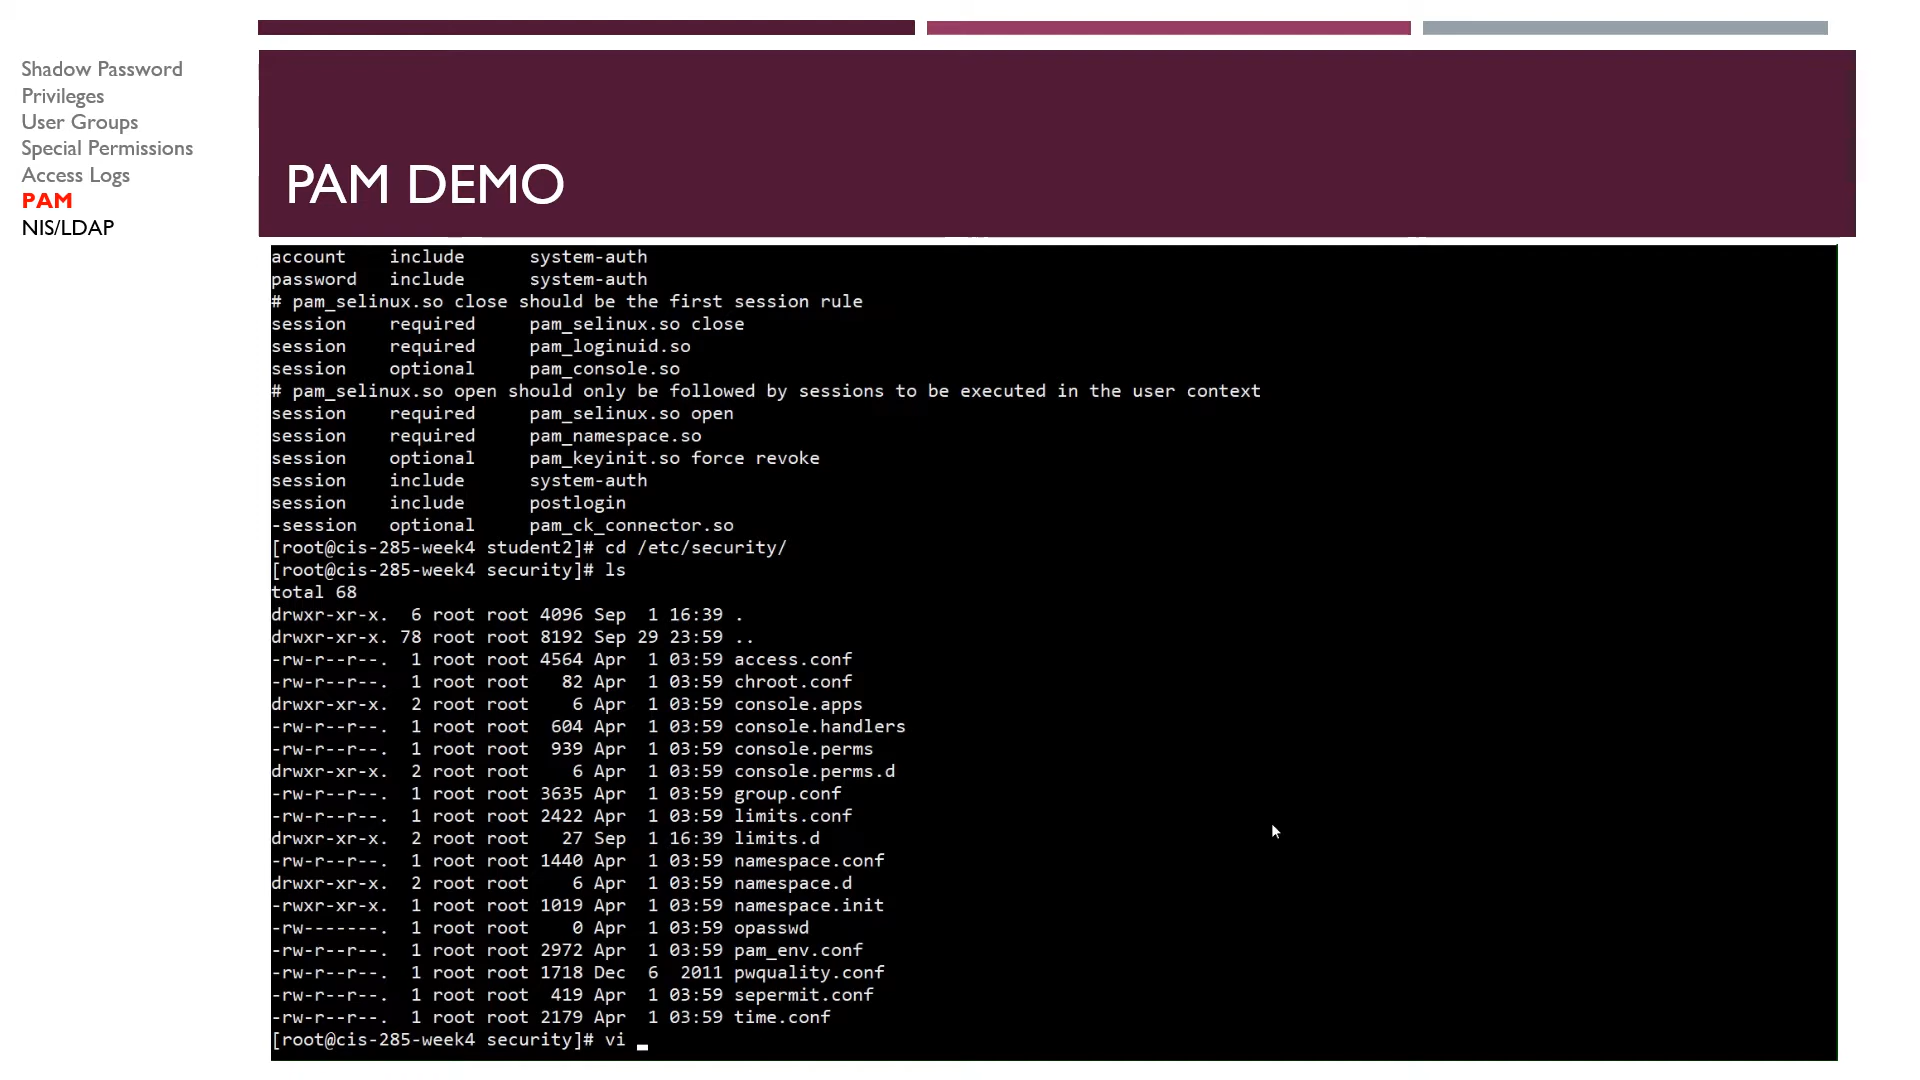 Shadow Password
Privileges
User Groups
Special Permissions
Access Logs
PAM
NIS/LDAP
PAM DEMO
account    include      system-auth
password   include      system-auth
# pam_selinux.so close should be the first session rule
session    required     pam_selinux.so close
session    required     pam_loginuid.so
session    optional     pam_console.so
# pam_selinux.so open should only be followed by sessions to be executed in the user context
session    required     pam_selinux.so open
session    required     pam_namespace.so
session    optional     pam_keyinit.so force revoke
session    include      system-auth
session    include      postlogin
-session   optional     pam_ck_connector.so
[root@cis-285-week4 student2]# cd /etc/security/
[root@cis-285-week4 security]# ls
total 68
drwxr-xr-x.  6 root root 4096 Sep  1 16:39 .
drwxr-xr-x. 78 root root 8192 Sep 29 23:59 ..
-rw-r--r--.  1 root root 4564 Apr  1 03:59 access.conf
-rw-r--r--.  1 root root   82 Apr  1 03:59 chroot.conf
drwxr-xr-x.  2 root root    6 Apr  1 03:59 console.apps
-rw-r--r--.  1 root root  604 Apr  1 03:59 console.handlers
-rw-r--r--.  1 root root  939 Apr  1 03:59 console.perms
drwxr-xr-x.  2 root root    6 Apr  1 03:59 console.perms.d
-rw-r--r--.  1 root root 3635 Apr  1 03:59 group.conf
-rw-r--r--.  1 root root 2422 Apr  1 03:59 limits.conf
drwxr-xr-x.  2 root root   27 Sep  1 16:39 limits.d
-rw-r--r--.  1 root root 1440 Apr  1 03:59 namespace.conf
drwxr-xr-x.  2 root root    6 Apr  1 03:59 namespace.d
-rwxr-xr-x.  1 root root 1019 Apr  1 03:59 namespace.init
-rw-------.  1 root root    0 Apr  1 03:59 opasswd
-rw-r--r--.  1 root root 2972 Apr  1 03:59 pam_env.conf
-rw-r--r--.  1 root root 1718 Dec  6  2011 pwquality.conf
-rw-r--r--.  1 root root  419 Apr  1 03:59 sepermit.conf
-rw-r--r--.  1 root root 2179 Apr  1 03:59 time.conf
[root@cis-285-week4 security]# vi